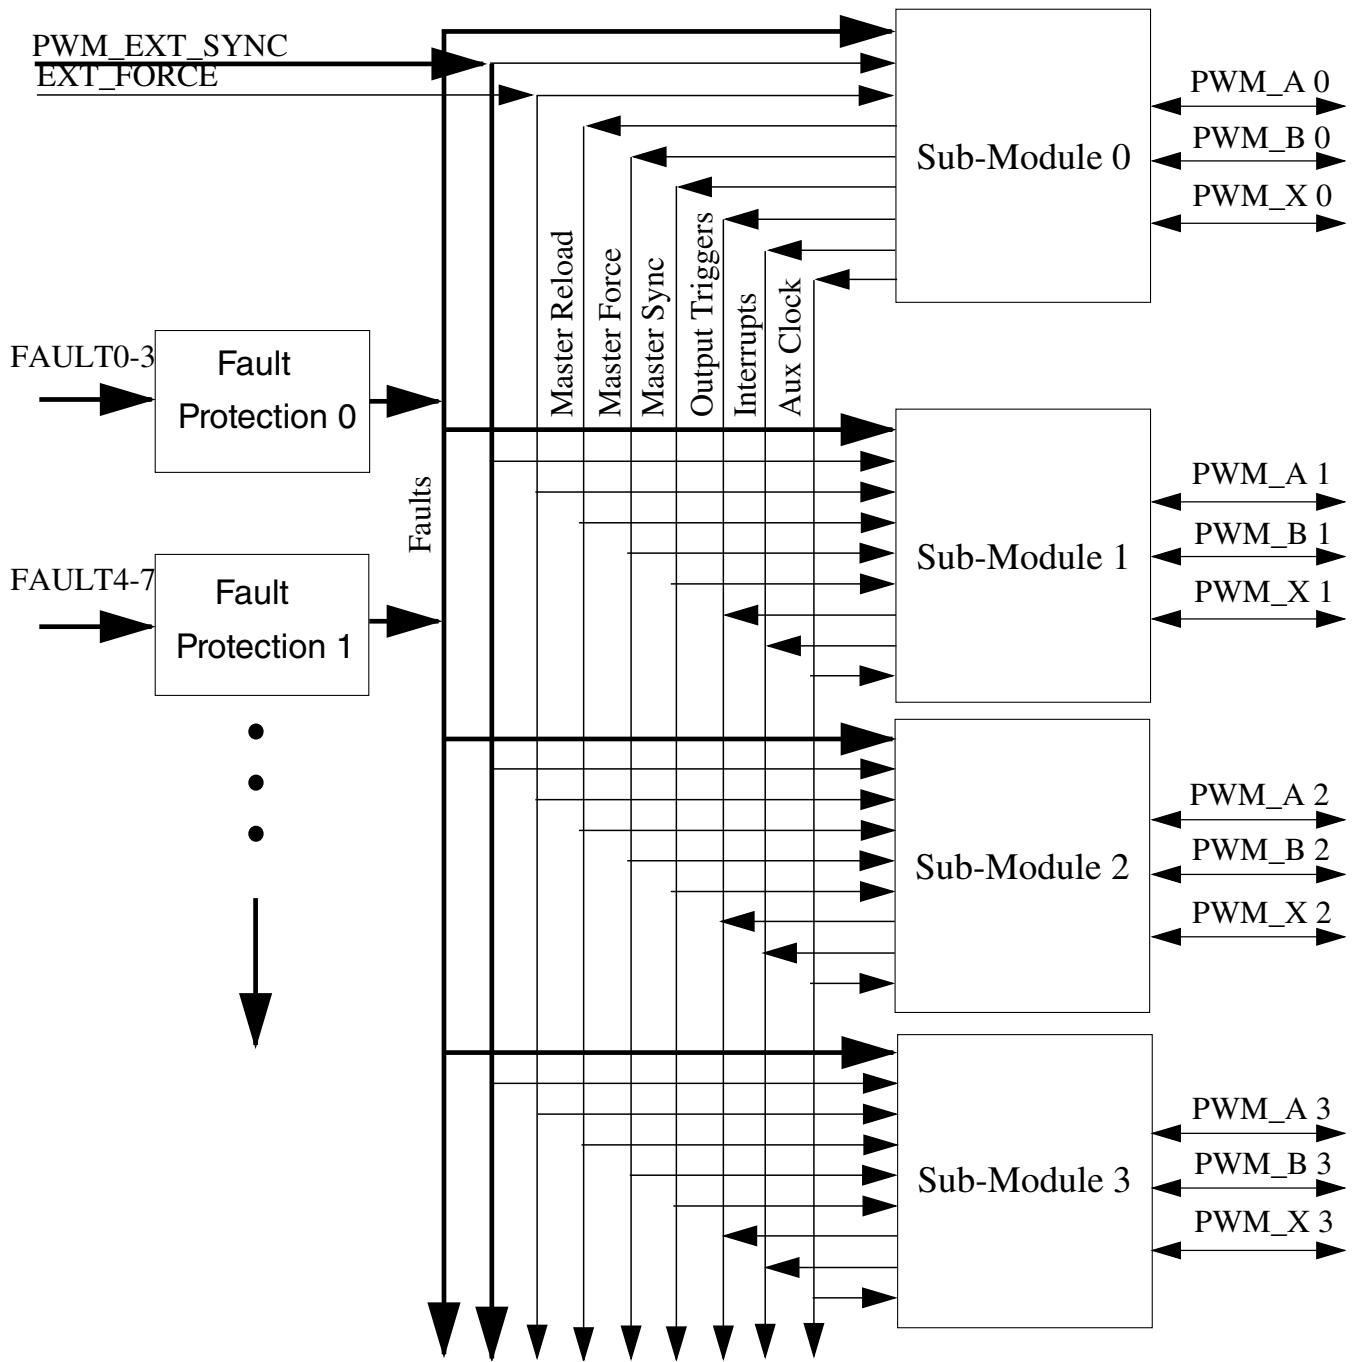 PWM_EXT_SYNC
EXT_FORCE
Sub-Module 0
PWM_A 0
PWM_B 0
PWM_X 0
Master Reload
Master Force
Master Sync
Output Triggers
Interrupts
Aux Clock
FAULT0-3
Fault
Protection 0
Faults
Sub-Module 1
PWM_A 1
PWM_B 1
PWM_X 1
FAULT4-7
Fault
Protection 1
Sub-Module 2
PWM_A 2
PWM_B 2
PWM_X 2
Sub-Module 3
PWM_A 3
PWM_B 3
PWM_X 3